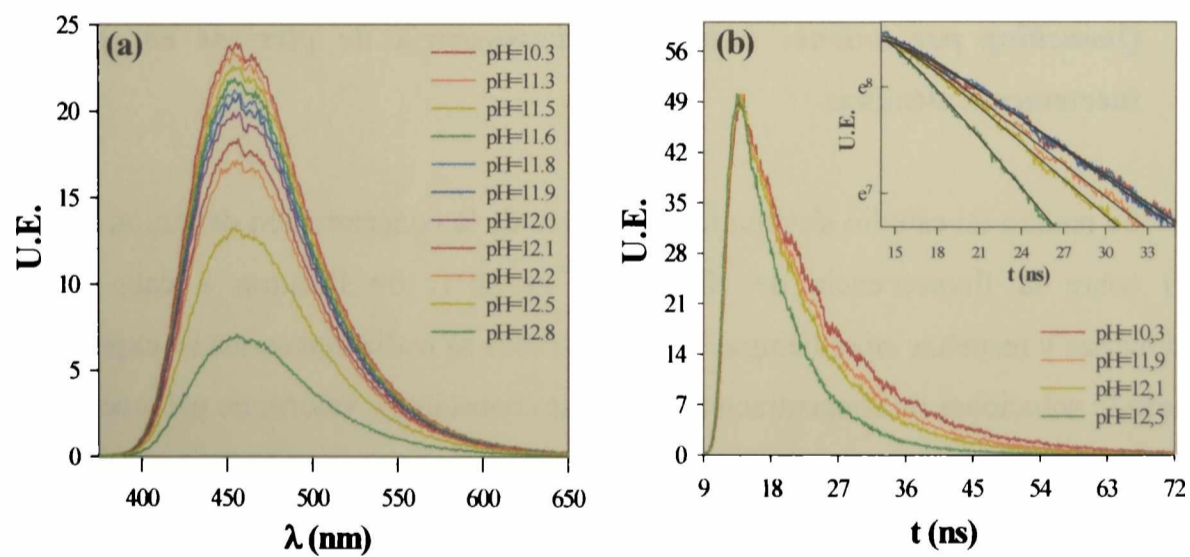 (a)
25
20
15
10
5
0
U.E.
400 450 500 550 600 650
λ (nm)
pH=10.3
pH=11.3
pH=11.5
pH=11.6
pH=11.8
pH=11.9
pH=12.0
pH=12.1
pH=12.2
pH=12.5
pH=12.8
(b)
56
49
42
35
28
21
14
7
0
U.E.
9 18 27 36 45 54 63 72
t (ns)
e8
e7
U.E.
15 18 21 24 27 30 33
t (ns)
pH=10,3
pH=11,9
pH=12,1
pH=12,5